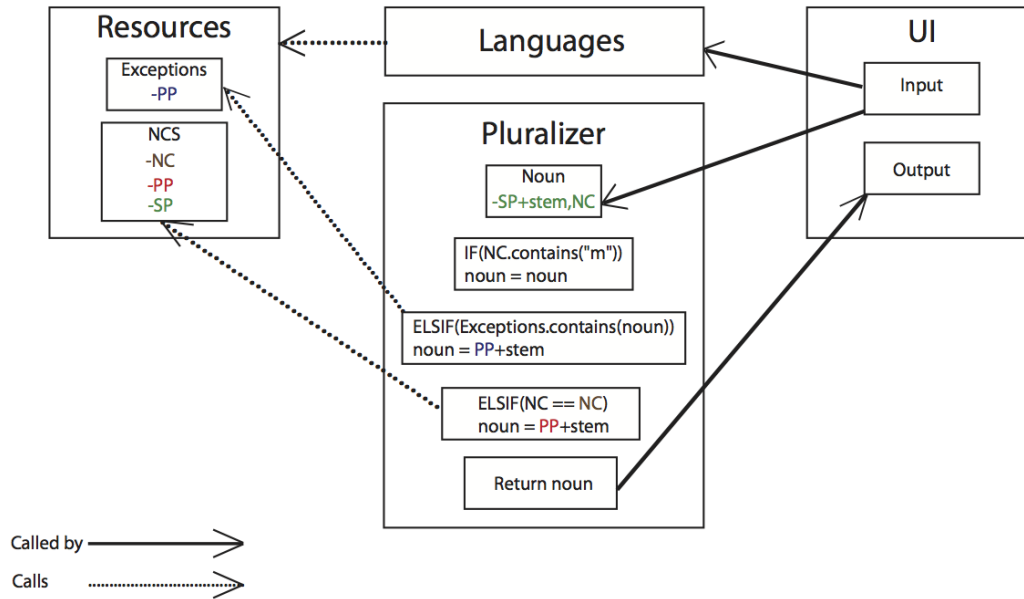 Resources
Exceptions
-PP
NCS
-NC
-PP
-SP
Languages
Pluralizer
Noun
-SP+stem,NC
IF(NC.contains("m"))
noun = noun
ELSIF(Exceptions.contains(noun))
noun = PP+stem
ELSIF(NC == NC)
noun = PP+stem
Return noun
UI
Input
Output
Called by
Calls